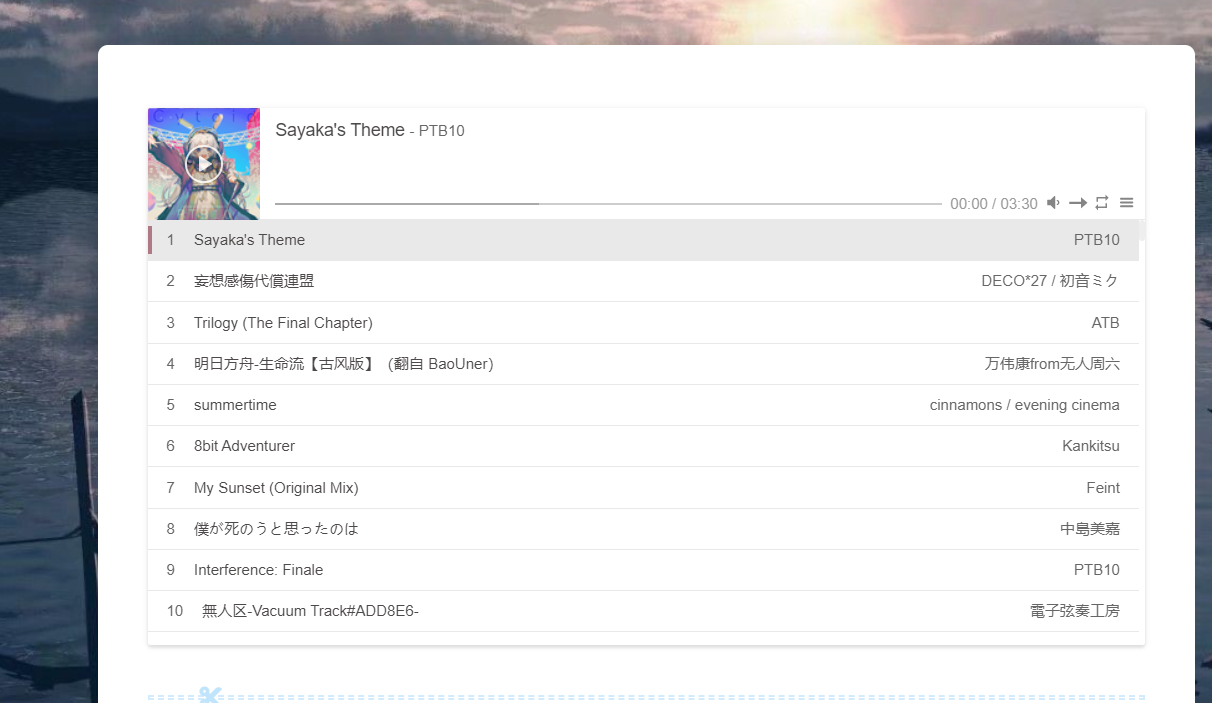 Cytoid
Sayaka's Theme - PTB10
00:00 / 03:30
1 Sayaka's Theme PTB10
2 妄想感傷代償連盟 DECO*27 / 初音ミク
3 Trilogy (The Final Chapter) ATB
4 明日方舟-生命流【古风版】（翻自 BaoUner） 万伟康from无人周六
5 summertime cinnamons / evening cinema
6 8bit Adventurer Kankitsu
7 My Sunset (Original Mix) Feint
8 僕が死のうと思ったのは 中島美嘉
9 Interference: Finale PTB10
10 無人区-Vacuum Track#ADD8E6- 電子弦奏工房